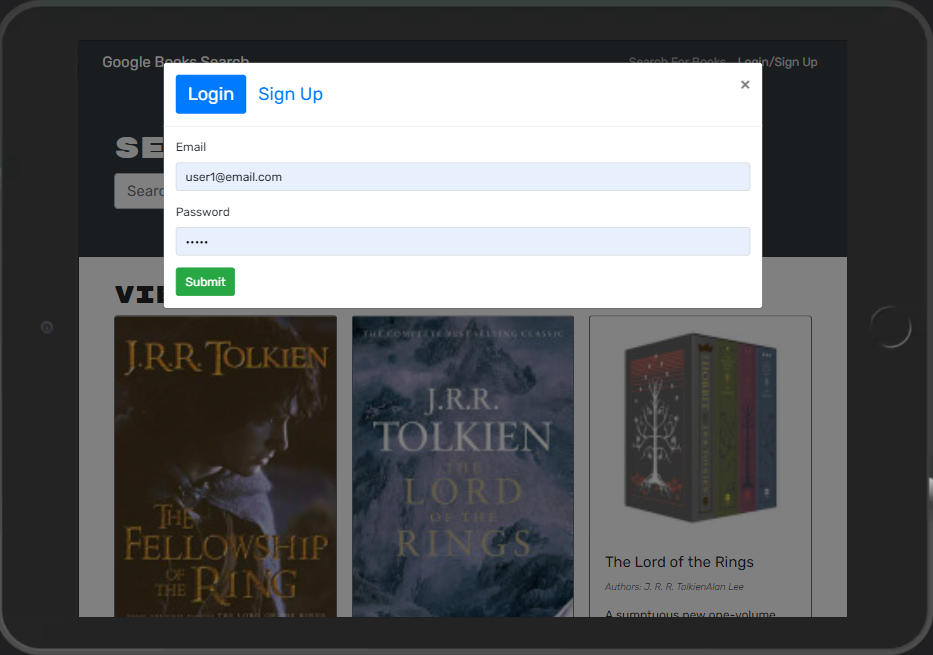 Google Books Search
Search For Books
Login/Sign Up
Login
Sign Up
×
Email
user1@email.com
Password
•••••
Submit
SE
Searc
VIE
J.R.R. TOLKIEN
THE
FELLOWSHIP
OF
THE
RING
THE COMPLETE BEST-SELLING CLASSIC
J.R.R.
TOLKIEN
THE
LORD
OF THE
RINGS
HOBBIT
The Lord of the Rings
Authors: J. R. R. TolkienAlan Lee
A sumptuous new one-volume